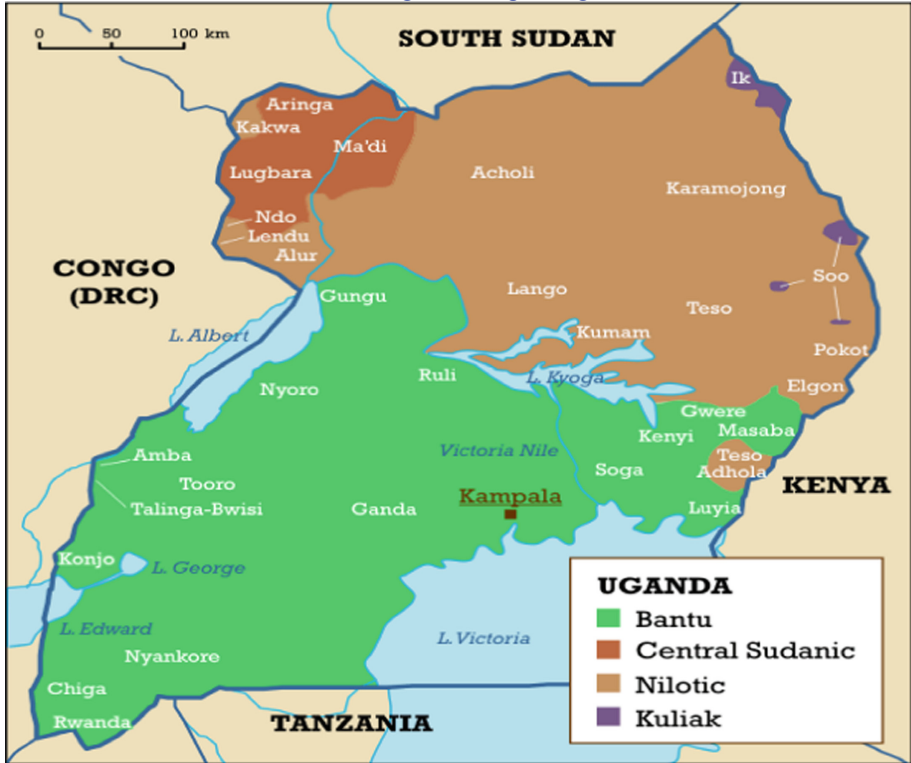 0 50 100 km
SOUTH SUDAN
Ik
Aringa
Kakwa
Ma'di
Lugbara
Acholi
Karamojong
Ndo
Lendu
Alur
CONGO
(DRC)
Soo
Gungu
Lango
Teso
L. Albert
Kumam
Pokot
Ruli
L. Kyoga
Elgon
Nyoro
Gwere
Masaba
Kenyi
Victoria Nile
Amba
Teso
Adhola
Soga
Tooro
KENYA
Kampala
Talinga-Bwisi
Ganda
Luyia
Konjo
L. George
UGANDA
Bantu
L. Edward
L. Victoria
Central Sudanic
Nyankore
Nilotic
Chiga
Kuliak
Rwanda
TANZANIA